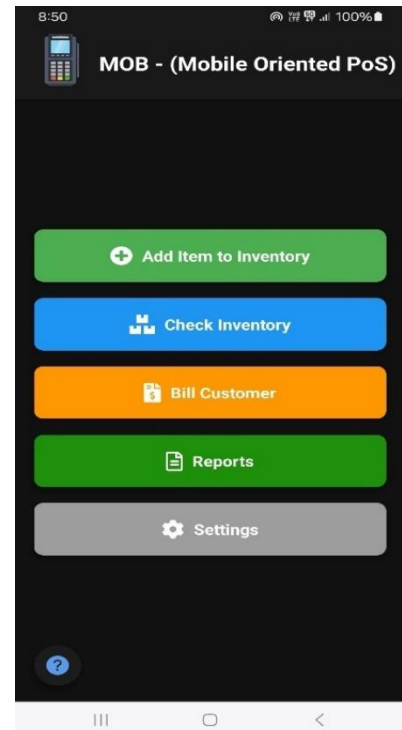 8:50 100%
MOB - (Mobile Oriented PoS)
Add Item to Inventory
Check Inventory
Bill Customer
Reports
Settings
?